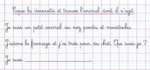 Copie la devinette et trouve l'animal dont il s'agit.
Je suis un petit animal au nez pointu et moustachu.
J'adore le fromage et j'ai très peur du chat. Qui suis-je ?
Je suis